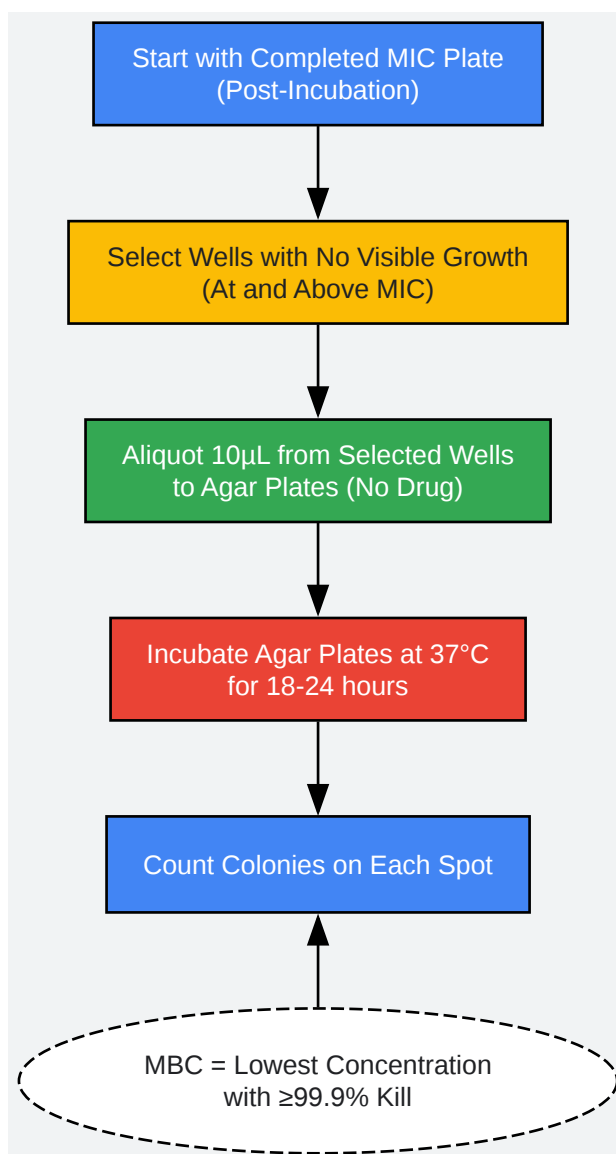 Start with Completed MIC Plate
(Post-Incubation)
Select Wells with No Visible Growth
(At and Above MIC)
Aliquot 10µL from Selected Wells
to Agar Plates (No Drug)
Incubate Agar Plates at 37°C
for 18-24 hours
Count Colonies on Each Spot
MBC = Lowest Concentration
with ≥99.9% Kill